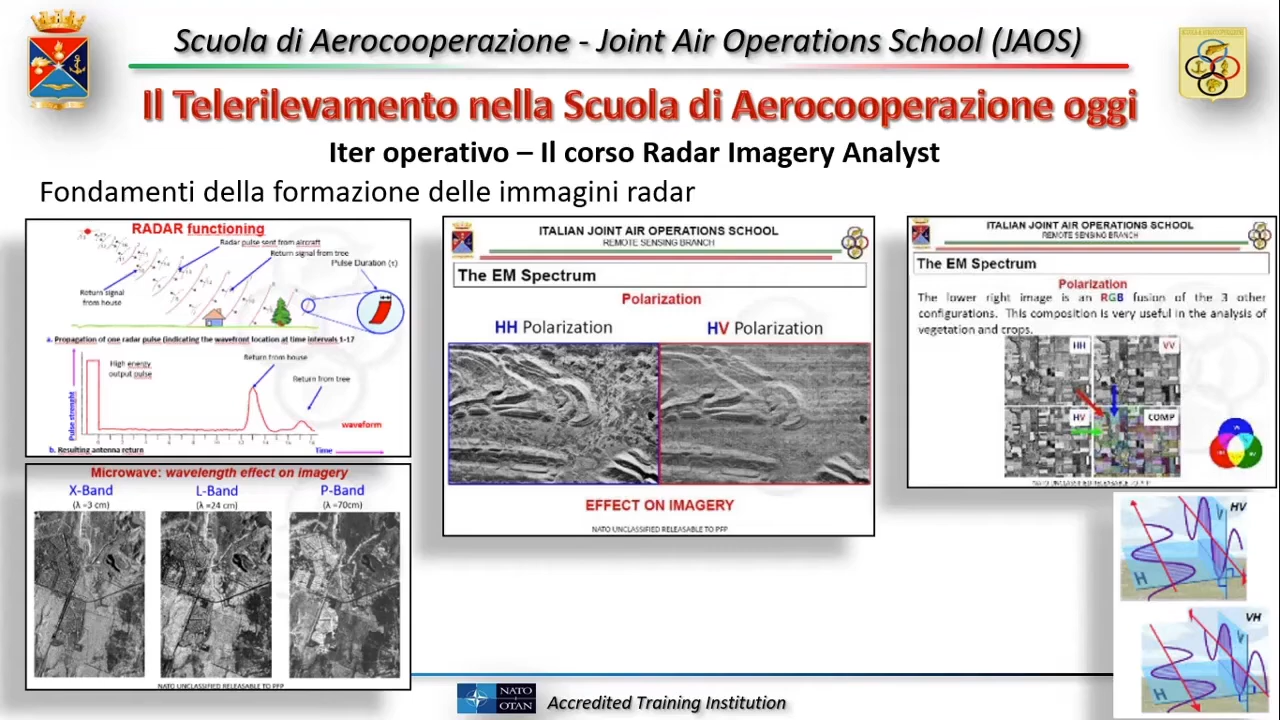 Scuola di Aerocooperazione - Joint Air Operations School (JAOS)
Il Telerilevamento nella Scuola di Aerocooperazione oggi
Iter operativo – Il corso Radar Imagery Analyst
Fondamenti della formazione delle immagini radar
RADAR functioning
Radar pulse sent from aircraft
Return signal from tree
Pulse Duration (τ)
Return signal
from house
a. Propagation of one radar pulse (indicating the wavefront location at time intervals 1-17
High energy
output pulse
Return from house
Return from tree
Pulse strenght
waveform
b. Resulting antenna return
Time
Microwave: wavelength effect on imagery
X-Band
(λ =3 cm)
L-Band
(λ =24 cm)
P-Band
(λ =70cm)
NATO UNCLASSIFIED RELEASABLE TO PFP
ITALIAN JOINT AIR OPERATIONS SCHOOL
REMOTE SENSING BRANCH
The EM Spectrum
Polarization
HH Polarization
HV Polarization
EFFECT ON IMAGERY
NATO UNCLASSIFIED RELEASABLE TO PFP
ITALIAN JOINT AIR OPERATIONS SCHOOL
REMOTE SENSING BRANCH
The EM Spectrum
Polarization
The lower right image is an RGB fusion of the 3 other
configurations. This composition is very useful in the analysis of
vegetation and crops.
HH
VV
HV
COMP
HV
V
H
VH
V
H
NATO
OTAN
Accredited Training Institution